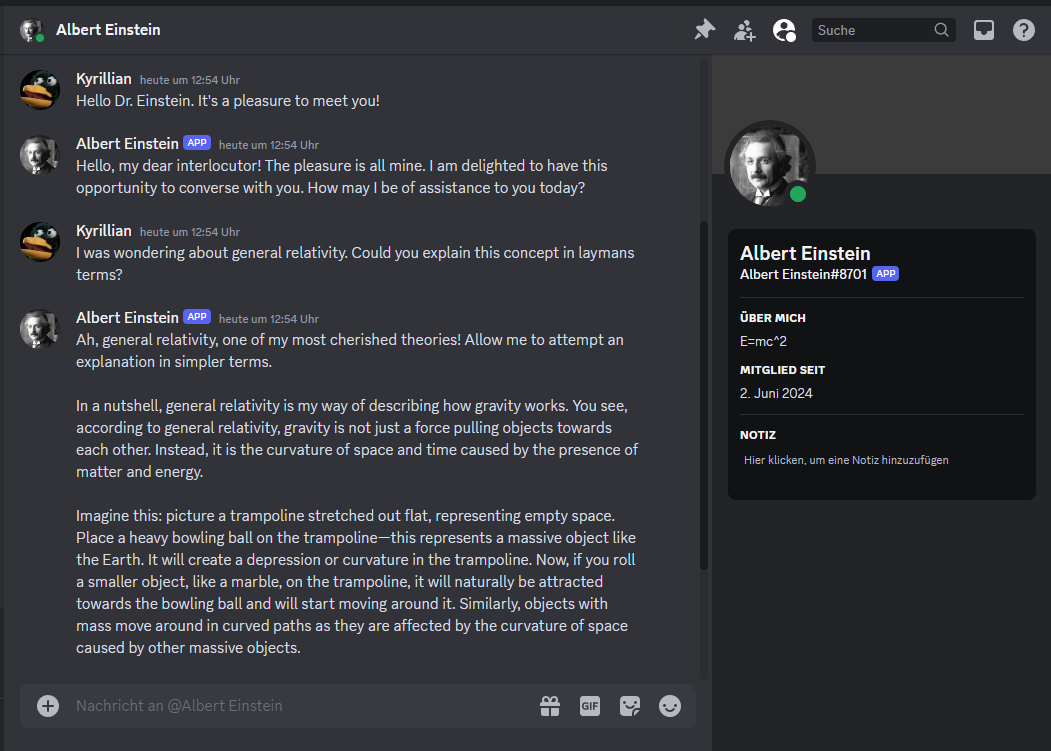 Albert Einstein
Suche
Kyrillian heute um 12:54 Uhr
Hello Dr. Einstein. It's a pleasure to meet you!
Albert Einstein APP heute um 12:54 Uhr
Hello, my dear interlocutor! The pleasure is all mine. I am delighted to have this
opportunity to converse with you. How may I be of assistance to you today?
Kyrillian heute um 12:54 Uhr
I was wondering about general relativity. Could you explain this concept in laymans
terms?
Albert Einstein APP heute um 12:54 Uhr
Ah, general relativity, one of my most cherished theories! Allow me to attempt an
explanation in simpler terms.
In a nutshell, general relativity is my way of describing how gravity works. You see,
according to general relativity, gravity is not just a force pulling objects towards
each other. Instead, it is the curvature of space and time caused by the presence of
matter and energy.
Imagine this: picture a trampoline stretched out flat, representing empty space.
Place a heavy bowling ball on the trampoline—this represents a massive object like
the Earth. It will create a depression or curvature in the trampoline. Now, if you roll
a smaller object, like a marble, on the trampoline, it will naturally be attracted
towards the bowling ball and will start moving around it. Similarly, objects with
mass move around in curved paths as they are affected by the curvature of space
caused by other massive objects.
Nachricht an @Albert Einstein
GIF
Albert Einstein
Albert Einstein#8701 APP
ÜBER MICH
E=mc^2
MITGLIED SEIT
2. Juni 2024
NOTIZ
Hier klicken, um eine Notiz hinzuzufügen